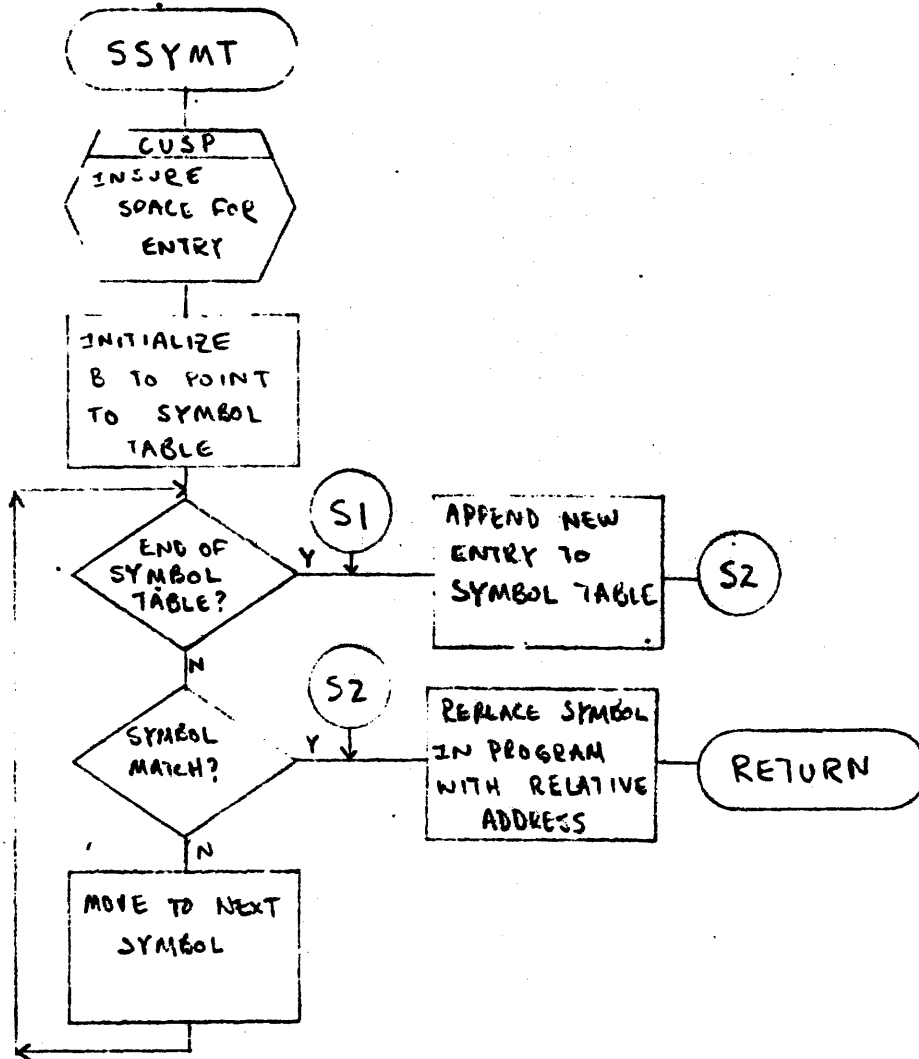 SSYMT
CUSP
INSURE
SPACE FOR
ENTRY
INITIALIZE
B TO POINT
TO SYMBOL
TABLE
END OF
SYMBOL
TABLE?
Y
S1
APPEND NEW
ENTRY TO
SYMBOL TABLE
S2
N
SYMBOL
MATCH?
Y
S2
REPLACE SYMBOL
IN PROGRAM
WITH RELATIVE
ADDRESS
RETURN
N
MOVE TO NEXT
SYMBOL